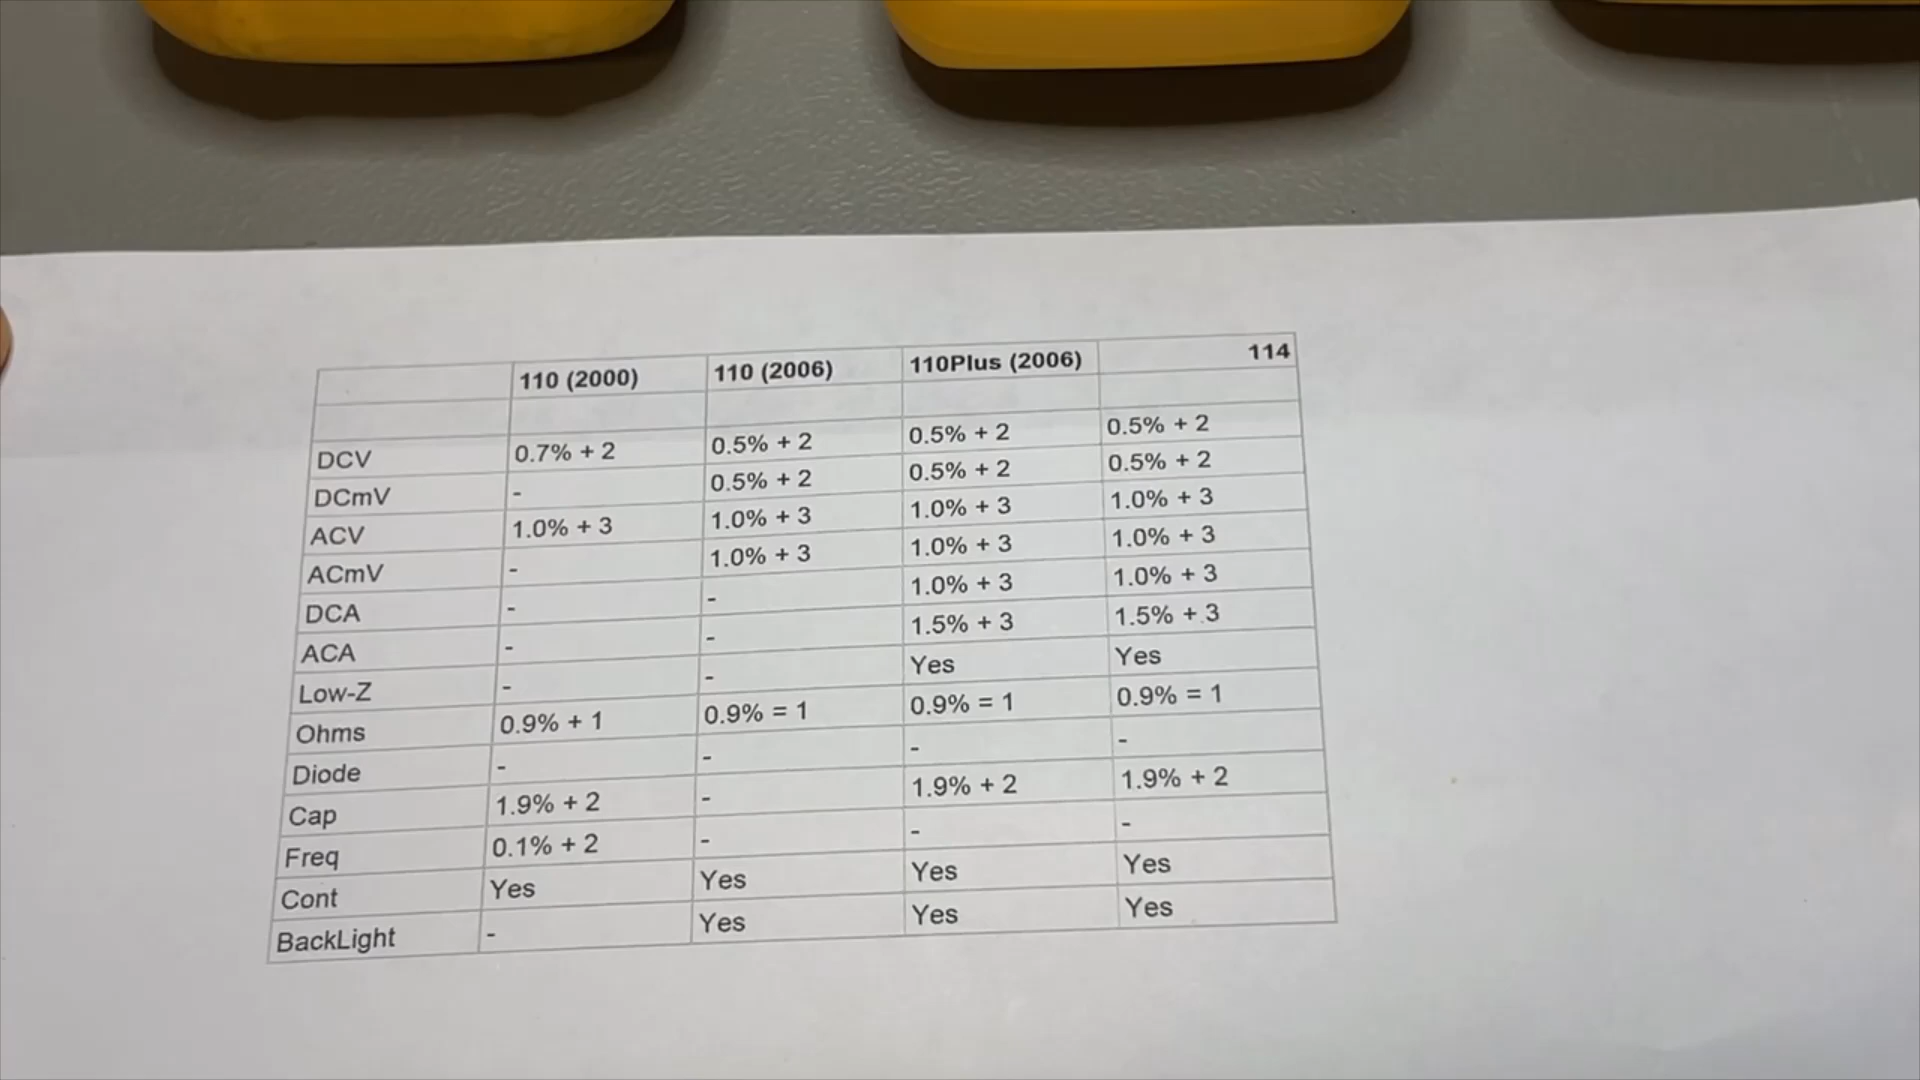 110 (2000) 110 (2006) 110Plus (2006) 114
DCV 0.7% + 2 0.5% + 2 0.5% + 2 0.5% + 2
DCmV - 0.5% + 2 0.5% + 2 0.5% + 2
ACV 1.0% + 3 1.0% + 3 1.0% + 3 1.0% + 3
ACmV - 1.0% + 3 1.0% + 3 1.0% + 3
DCA - - 1.0% + 3 1.0% + 3
ACA - - 1.5% + 3 1.5% + 3
Low-Z - - Yes Yes
Ohms 0.9% + 1 0.9% = 1 0.9% = 1 0.9% = 1
Diode - - - -
Cap 1.9% + 2 - 1.9% + 2 1.9% + 2
Freq 0.1% + 2 - - -
Cont Yes Yes Yes Yes
BackLight - Yes Yes Yes